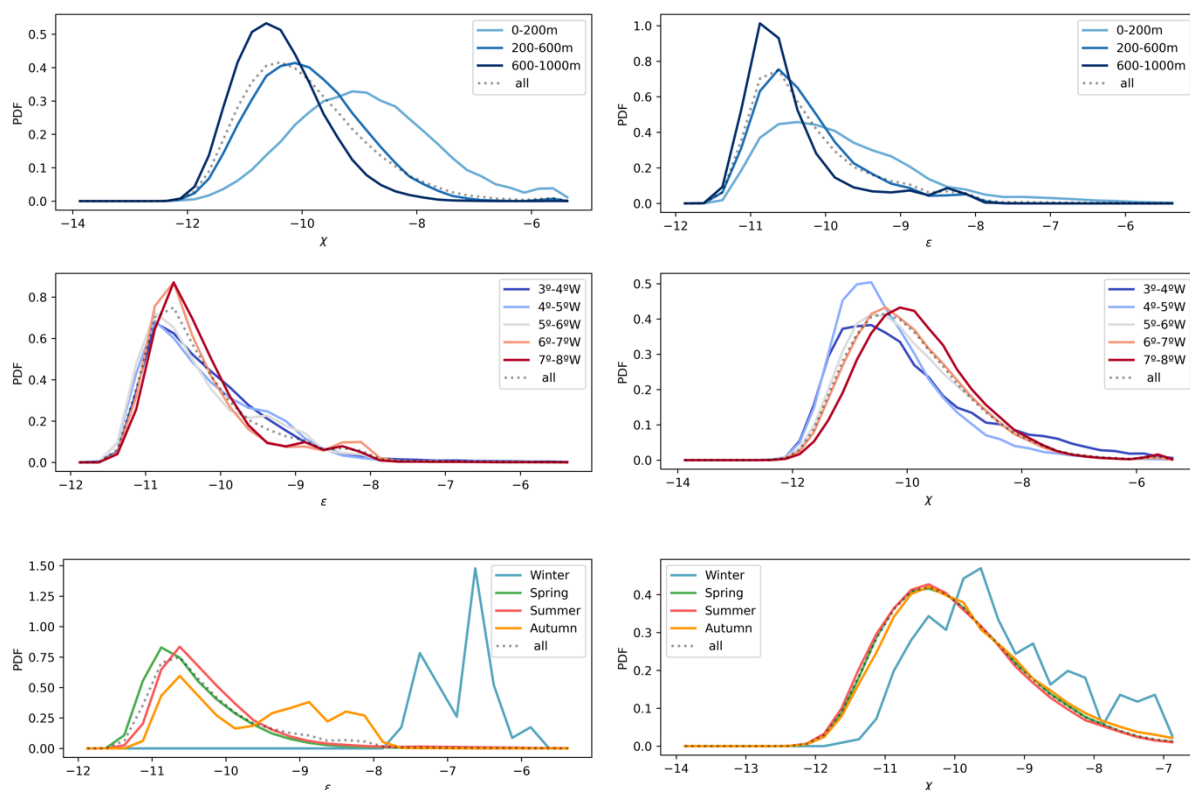 0-200m
200-600m
600-1000m
all
PDF
0.5
0.4
0.3
0.2
0.1
0.0
−14
−12
−10
−8
−6
χ
0-200m
200-600m
600-1000m
all
PDF
1.0
0.8
0.6
0.4
0.2
0.0
−12
−11
−10
−9
−8
−7
−6
ε
3º-4ºW
4º-5ºW
5º-6ºW
6º-7ºW
7º-8ºW
all
PDF
0.8
0.6
0.4
0.2
0.0
−12
−11
−10
−9
−8
−7
−6
ε
3º-4ºW
4º-5ºW
5º-6ºW
6º-7ºW
7º-8ºW
all
PDF
0.5
0.4
0.3
0.2
0.1
0.0
−14
−12
−10
−8
−6
χ
Winter
Spring
Summer
Autumn
all
PDF
1.50
1.25
1.00
0.75
0.50
0.25
0.00
−12
−11
−10
−9
−8
−7
−6
ε
Winter
Spring
Summer
Autumn
all
PDF
0.4
0.3
0.2
0.1
0.0
−14
−13
−12
−11
−10
−9
−8
−7
χ